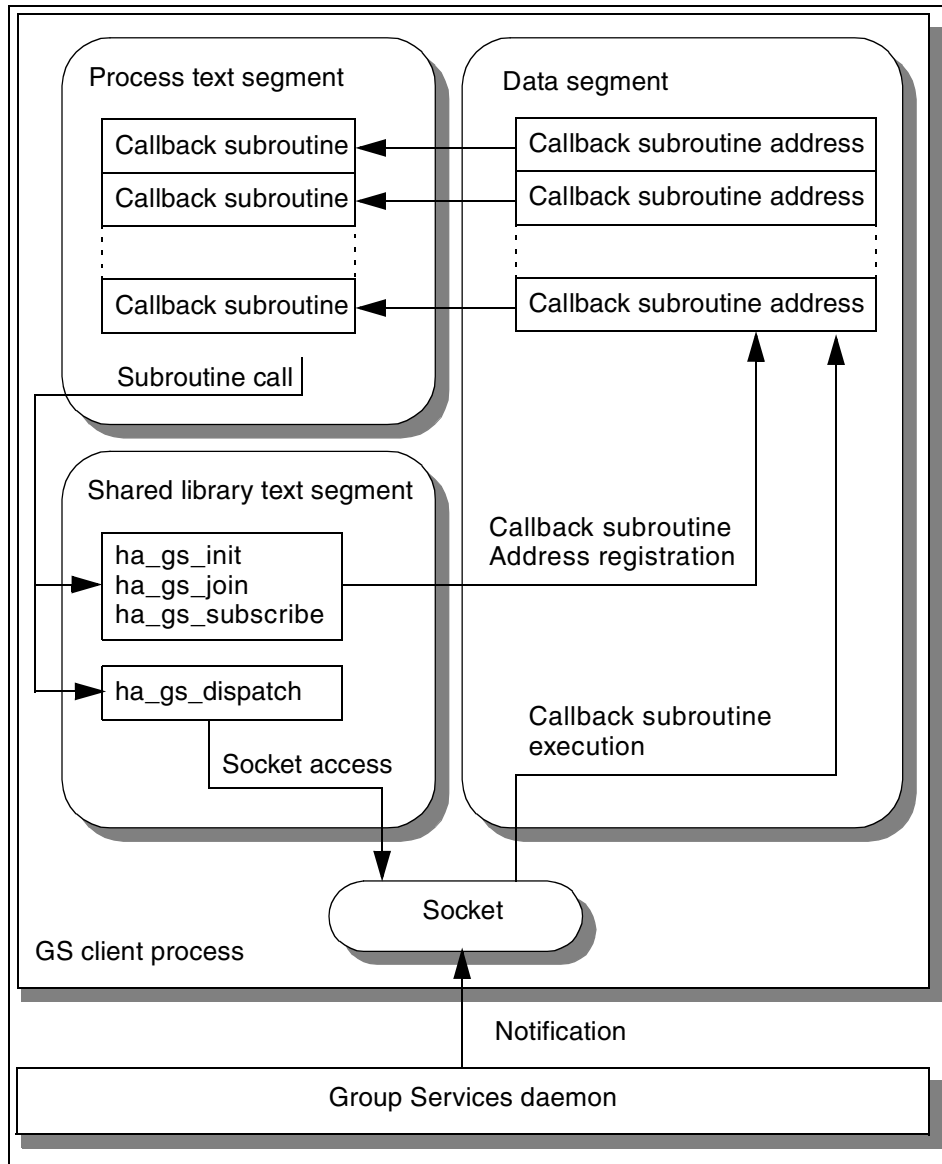 Process text segment
Callback subroutine
Callback subroutine
Callback subroutine
Subroutine call
Data segment
Callback subroutine address
Callback subroutine address
Callback subroutine address
Shared library text segment
ha_gs_init
ha_gs_join
ha_gs_subscribe
ha_gs_dispatch
Socket access
Callback subroutine
Address registration
Callback subroutine
execution
Socket
GS client process
Notification
Group Services daemon